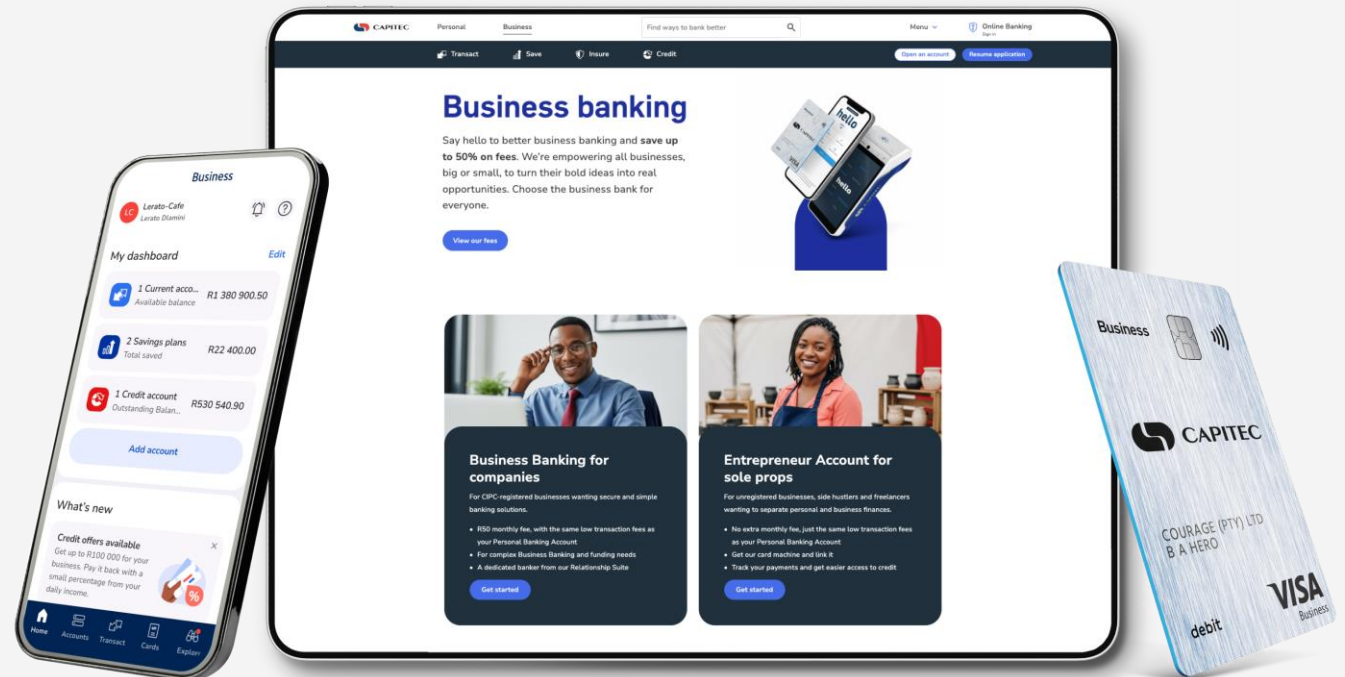 Business
LC
Lerato-Cafe
Lerato Dlamini
My dashboard
Edit
1 Current acco...
Available balance
R1 380 900.50
2 Savings plans
Total saved
R22 400.00
1 Credit account
Outstanding Balan...
R530 540.90
Add account
What's new
Credit offers available
Get up to R100 000 for your
business. Pay it back with a
small percentage from your
daily income.
Home
Accounts
Transact
Cards
Explore
CAPITEC
Personal
Business
Find ways to bank better
Menu
Online Banking
Sign in
Transact
Save
Insure
Credit
Open an account
Resume application
Business banking
Say hello to better business banking and save up
to 50% on fees. We're empowering all businesses,
big or small, to turn their bold ideas into real
opportunities. Choose the business bank for
everyone.
View our fees
hello
CAPITEC
VISA
hello
Business Banking for
companies
For CIPC-registered businesses wanting secure and simple
banking solutions.
• R50 monthly fee, with the same low transaction fees as
your Personal Banking Account
• For complex Business Banking and funding needs
• A dedicated banker from our Relationship Suite
Get started
Entrepreneur Account for
sole props
For unregistered businesses, side hustlers and freelancers
wanting to separate personal and business finances.
• No extra monthly fee, just the same low transaction fees
as your Personal Banking Account
• Get our card machine and link it
• Track your payments and get easier access to credit
Get started
Business
CAPITEC
COURAGE (PTY) LTD
B A HERO
VISA
Business
debit